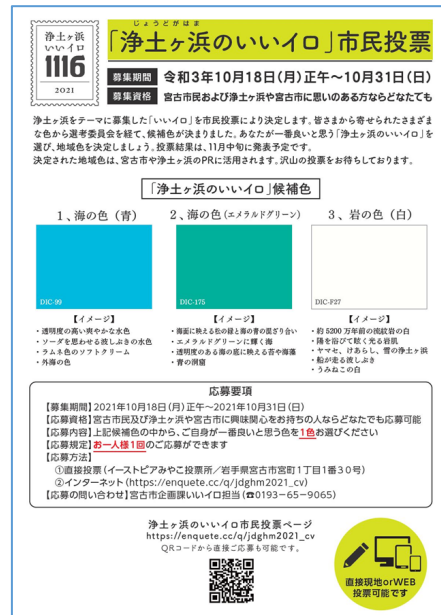 浄土ヶ浜
いいイロ
1116
2021
じょうどがはま
「浄土ヶ浜のいいイロ」市民投票
募集期間 令和3年10月18日(月)正午～10月31日(日)
募集資格 宮古市民および浄土ヶ浜や宮古市に思いのある方ならどなたでも
浄土ヶ浜をテーマに募集した「いいイロ」を市民投票により決定します。皆さまから寄せられたさまざま
な色から選考委員会を経て、候補色が決まりました。あなたが一番良いと思う「浄土ヶ浜のいいイロ」を
選び、地域色を決定しましょう。投票結果は、11月中旬に発表予定です。
決定された地域色は、宮古市や浄土ヶ浜のPRに活用されます。沢山の投票をお待ちしております。
「浄土ヶ浜のいいイロ」候補色
1、海の色（青）
DIC-99
【イメージ】
・透明度の高い爽やかな水色
・ソーダを思わせる波しぶきの水色
・ラムネ色のソフトクリーム
・外海の色
2、海の色（エメラルドグリーン）
DIC-175
【イメージ】
・海面に映える松の緑と海の青の混ざり合い
・エメラルドグリーンに輝く海
・透明度のある海の底に映える苔や海藻
・青の洞窟
3、岩の色（白）
DIC-F27
【イメージ】
・約5200万年前の流紋岩の白
・陽を浴びて眩く光る岩肌
・ヤマセ、けあらし、雪の浄土ヶ浜
・船が走る波しぶき
・うみねこの白
応募要項
【募集期間】2021年10月18日(月)正午～2021年10月31日(日)
【応募資格】宮古市民及び浄土ヶ浜や宮古市に興味関心をお持ちの人ならどなたでも応募可能
【応募内容】上記候補色の中から、ご自身が一番良いと思う色を1色お選びください
【応募規定】お一人様1回のご応募ができます
【応募方法】
①直接投票（イーストピアみやこ投票所／岩手県宮古市宮町1丁目1番30号）
②インターネット（https://enquete.cc/q/jdghm2021_cv）
【応募の問い合わせ】宮古市企画課いいイロ担当（☎0193-65-9065）
浄土ヶ浜のいいイロ市民投票ページ
https://enquete.cc/q/jdghm2021_cv
QRコードから直接ご応募も可能です。
直接現地orWEB
投票可能です